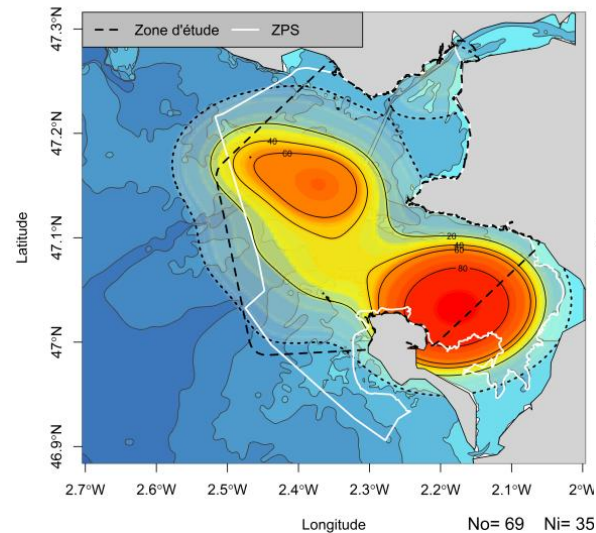 Zone d'étude ZPS
47.3°N
47.2°N
47.1°N
47°N
46.9°N
Latitude
40
60
20
40
60
80
2.7°W 2.6°W 2.5°W 2.4°W 2.3°W 2.2°W 2.1°W 2°W
Longitude
No= 69 Ni= 35